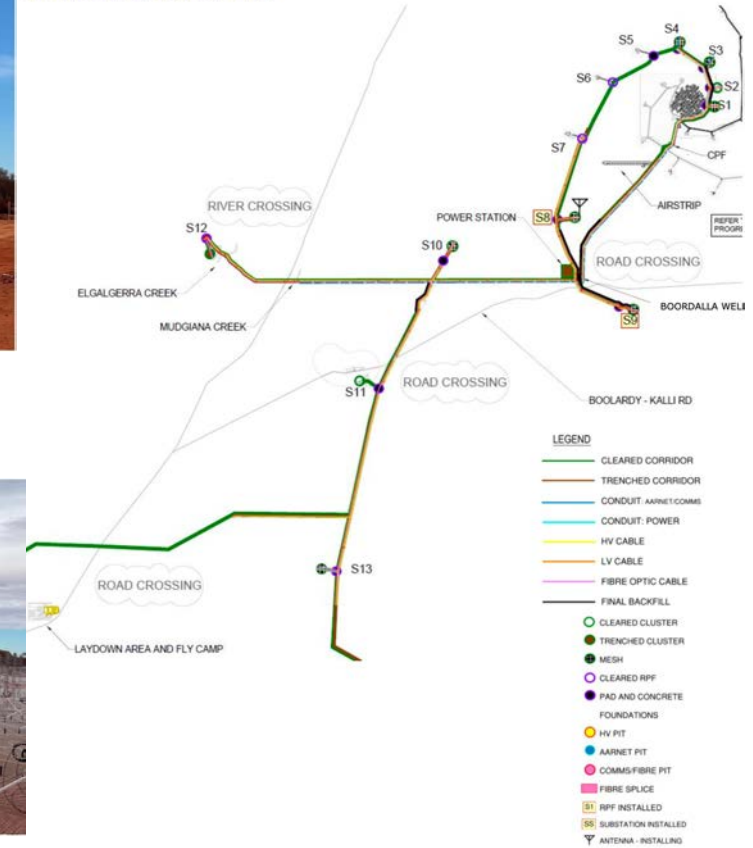 S4
S5
S3
S6
S2
S1
S7
CPF
AIRSTRIP
RIVER CROSSING
S12
POWER STATION
S8
REFER
PROGR
S10
ROAD CROSSING
ELGALGERRA CREEK
BOORDALLA WELL
MUDGIANA CREEK
S9
ROAD CROSSING
S11
BOOLARDY - KALLI RD
LEGEND
CLEARED CORRIDOR
TRENCHED CORRIDOR
CONDUIT: AARNET/COMMS
CONDUIT: POWER
HV CABLE
LV CABLE
FIBRE OPTIC CABLE
FINAL BACKFILL
CLEARED CLUSTER
TRENCHED CLUSTER
MESH
CLEARED RPF
PAD AND CONCRETE
FOUNDATIONS
HV PIT
AARNET PIT
COMMS/FIBRE PIT
FIBRE SPLICE
S1 RPF INSTALLED
S5 SUBSTATION INSTALLED
ANTENNA - INSTALLING
S13
ROAD CROSSING
LAYDOWN AREA AND FLY CAMP